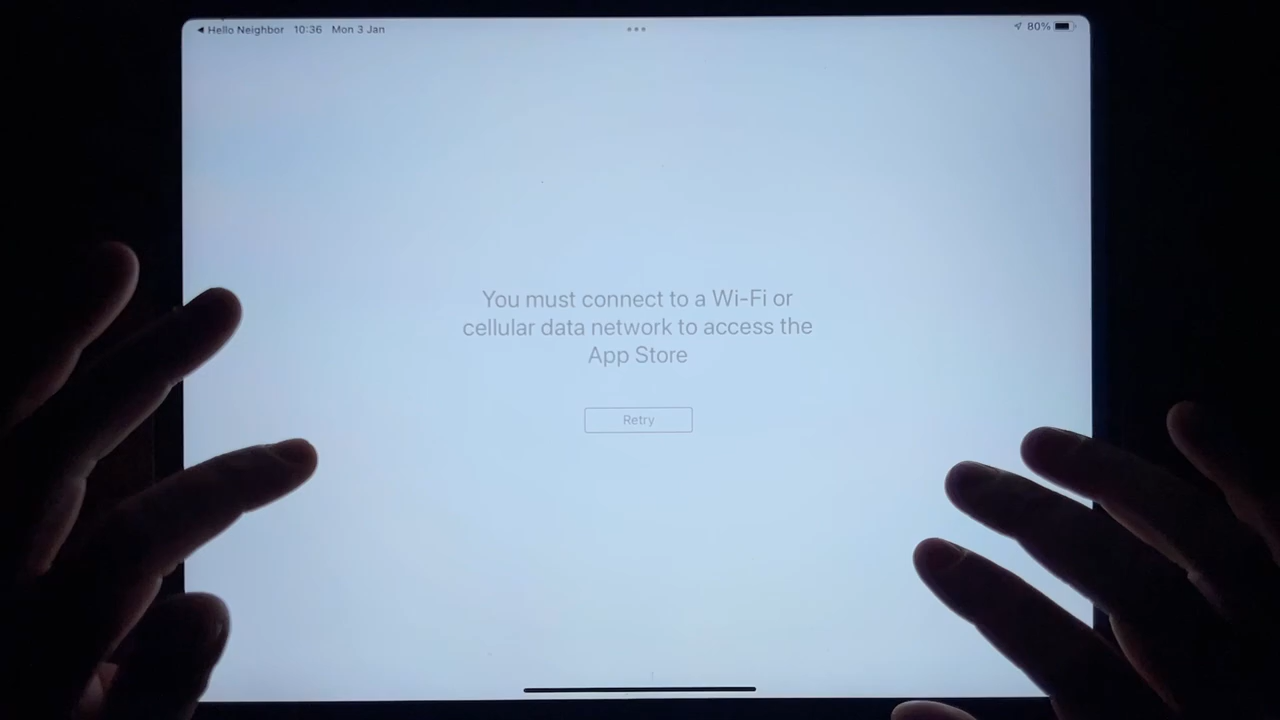 ◀ Hello Neighbor 10:36 Mon 3 Jan
80%
You must connect to a Wi-Fi or
cellular data network to access the
App Store
Retry